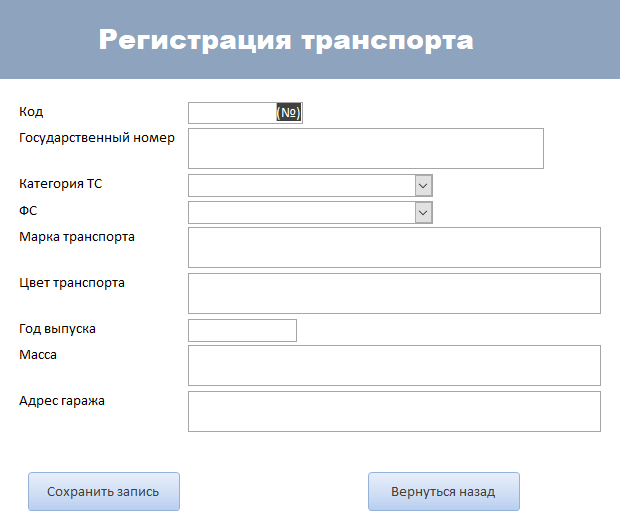 Регистрация транспорта
Код (№)
Государственный номер
Категория ТС
ФС
Марка транспорта
Цвет транспорта
Год выпуска
Масса
Адрес гаража
Сохранить запись Вернуться назад